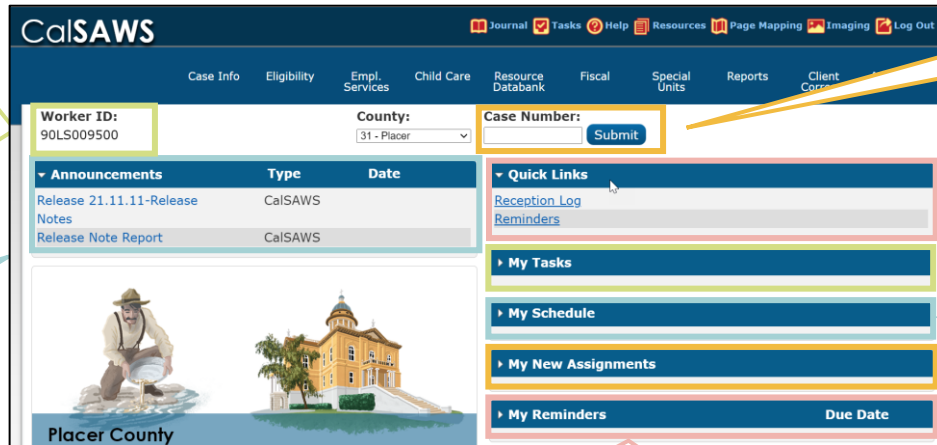 CalSAWS
Journal Tasks Help Resources Page Mapping Imaging Log Out
Case Info Eligibility Empl. Services Child Care Resource Databank Fiscal Special Units Reports Client
Worker ID: County: Case Number:
90LS009500 31 - Placer Submit
Announcements Type Date
Release 21.11.11-Release CalSAWS
Notes
Release Note Report CalSAWS
Quick Links
Reception Log
Reminders
My Tasks
My Schedule
My New Assignments
My Reminders Due Date
Placer County